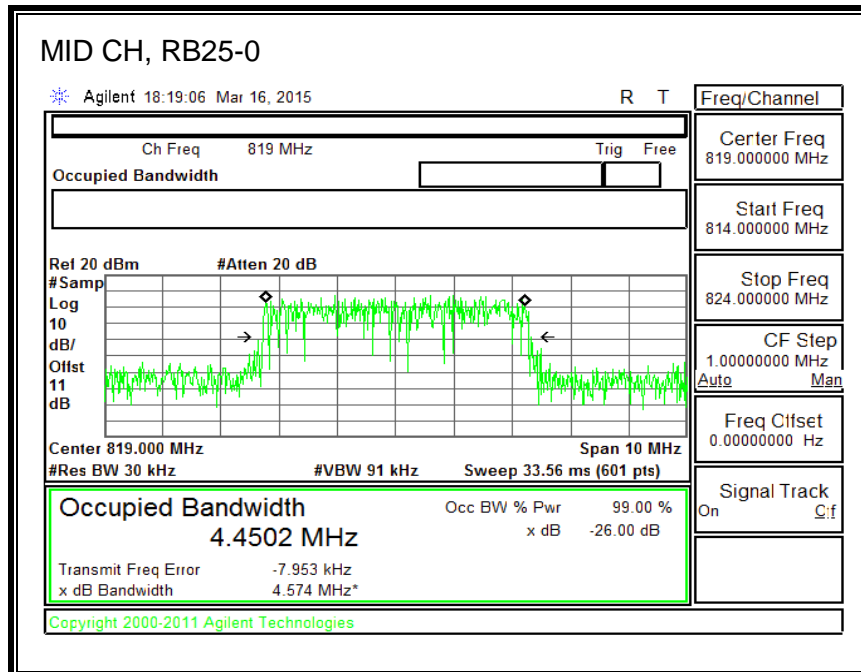 MID CH, RB25-0
Agilent 18:19:06 Mar 16, 2015 R T
Freq/Channel
Ch Freq 819 MHz Trig Free
Occupied Bandwidth
Center Freq
819.000000 MHz
Start Freq
814.000000 MHz
Stop Freq
824.000000 MHz
CF Step
1.00000000 MHz
Auto Man
Freq Offset
0.00000000 Hz
Signal Track
On Off
Ref 20 dBm #Atten 20 dB
#Samp
Log
10
dB/
Offst
11
dB
Center 819.000 MHz Span 10 MHz
#Res BW 30 kHz #VBW 91 kHz Sweep 33.56 ms (601 pts)
Occupied Bandwidth Occ BW % Pwr 99.00 %
4.4502 MHz x dB -26.00 dB
Transmit Freq Error -7.953 kHz
x dB Bandwidth 4.574 MHz*
Copyright 2000-2011 Agilent Technologies